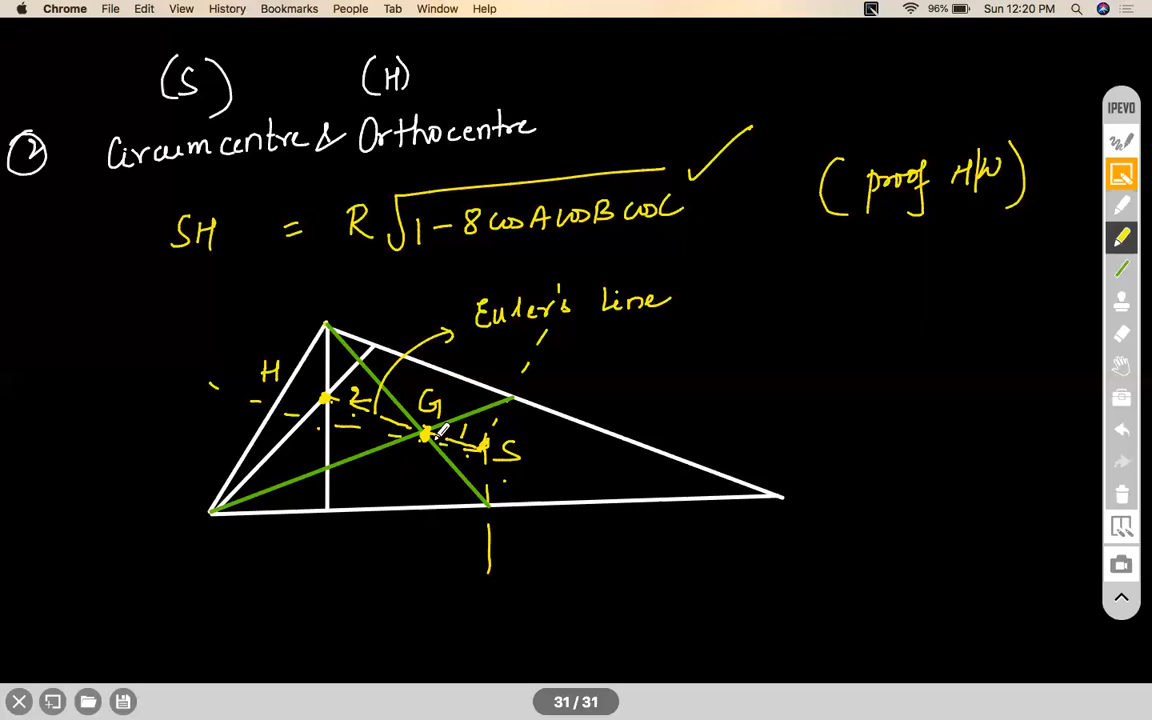 Chrome File Edit View History Bookmarks People Tab Window Help 96% Sun 12:20 PM
(S) (H)
② Circumcentre & Orthocentre
SH = R√1-8cosAcosBcosC ✓ (proof H/W)
Euler's Line
H 2 G 1 S
IPEVO
31 / 31